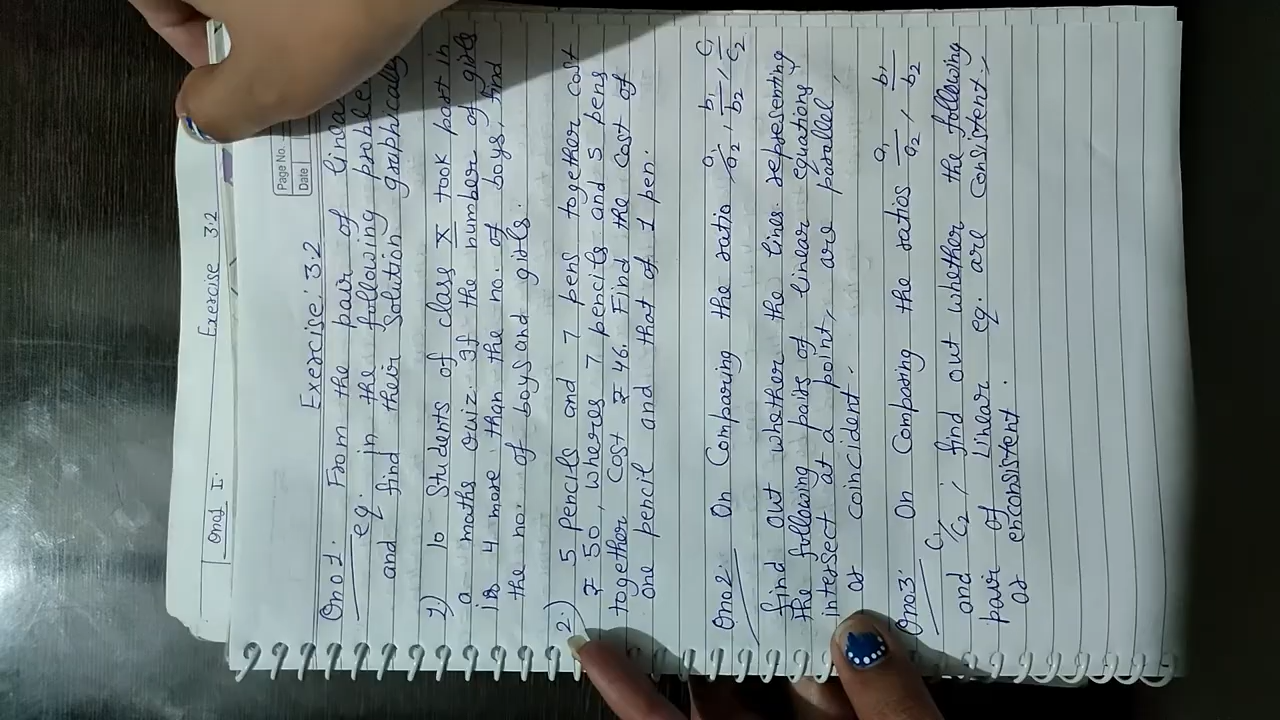 Qno1. Exercise 3.2
Page No.
Date
Exercise: 3.2
Qno1. From the pair of linear
eq. in the following proble
and find their Solution graphically
1) 10 Students of class X took part in
a maths Quiz. If the number of girls
is 4 more than the no. of boys, find
the no. of boys and girls.
2.) 5 pencils and 7 pens together cost
₹ 50, wheres 7 pencils and 5 pens
together cost ₹ 46. Find the cost of
one pencil and that of 1 pen.
Qno2. On Comparing the ratio a1/a2, b1/b2, c1/c2
find out whether the lines representing
the following pairs of linear equations
intersect at a point, are parallel,
or coincident.
Qno3. On Comparing the ratios a1/a2, b1/b2
and c1/c2, find out whether the following
pair of Linear eq. are Consistent,
or enconsistent.